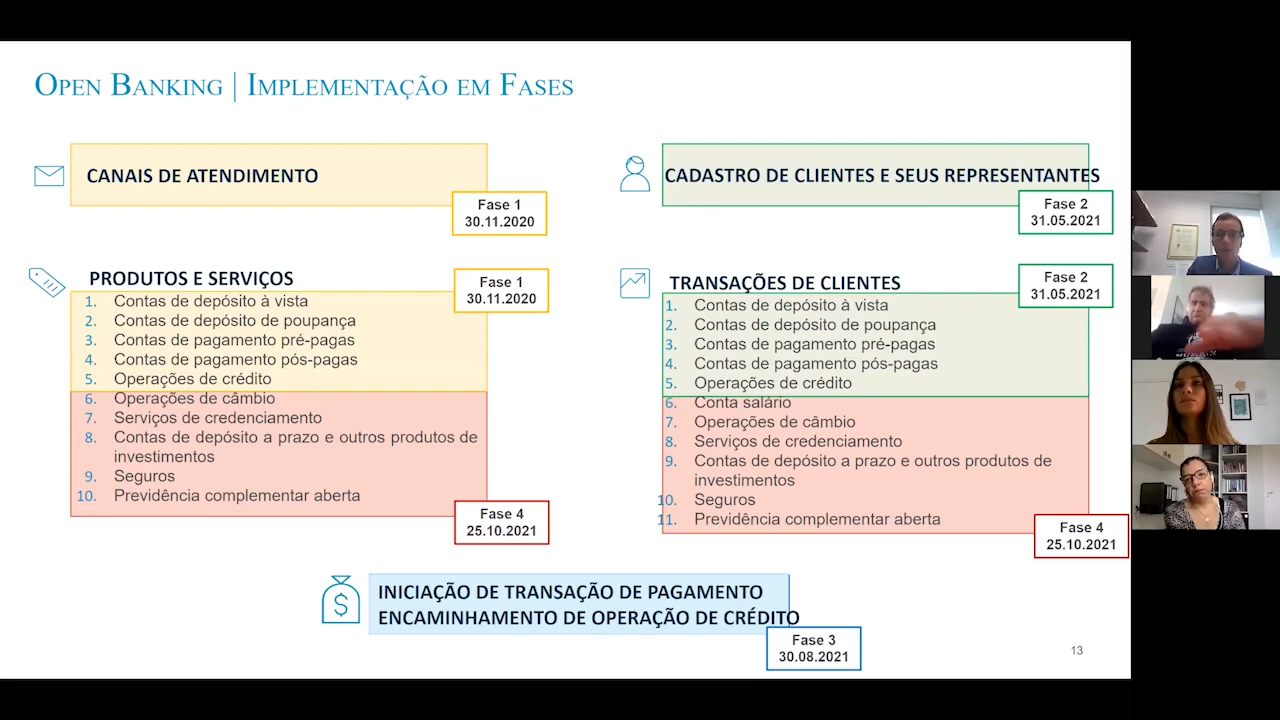 OPEN BANKING | IMPLEMENTAÇÃO EM FASES
CANAIS DE ATENDIMENTO
Fase 1
30.11.2020
PRODUTOS E SERVIÇOS
Fase 1
30.11.2020
1. Contas de depósito à vista
2. Contas de depósito de poupança
3. Contas de pagamento pré-pagas
4. Contas de pagamento pós-pagas
5. Operações de crédito
6. Operações de câmbio
7. Serviços de credenciamento
8. Contas de depósito a prazo e outros produtos de
investimentos
9. Seguros
10. Previdência complementar aberta
Fase 4
25.10.2021
CADASTRO DE CLIENTES E SEUS REPRESENTANTES
Fase 2
31.05.2021
TRANSAÇÕES DE CLIENTES
Fase 2
31.05.2021
1. Contas de depósito à vista
2. Contas de depósito de poupança
3. Contas de pagamento pré-pagas
4. Contas de pagamento pós-pagas
5. Operações de crédito
6. Conta salário
7. Operações de câmbio
8. Serviços de credenciamento
9. Contas de depósito a prazo e outros produtos de
investimentos
10. Seguros
11. Previdência complementar aberta
Fase 4
25.10.2021
$
INICIAÇÃO DE TRANSAÇÃO DE PAGAMENTO
ENCAMINHAMENTO DE OPERAÇÃO DE CRÉDITO
Fase 3
30.08.2021
13